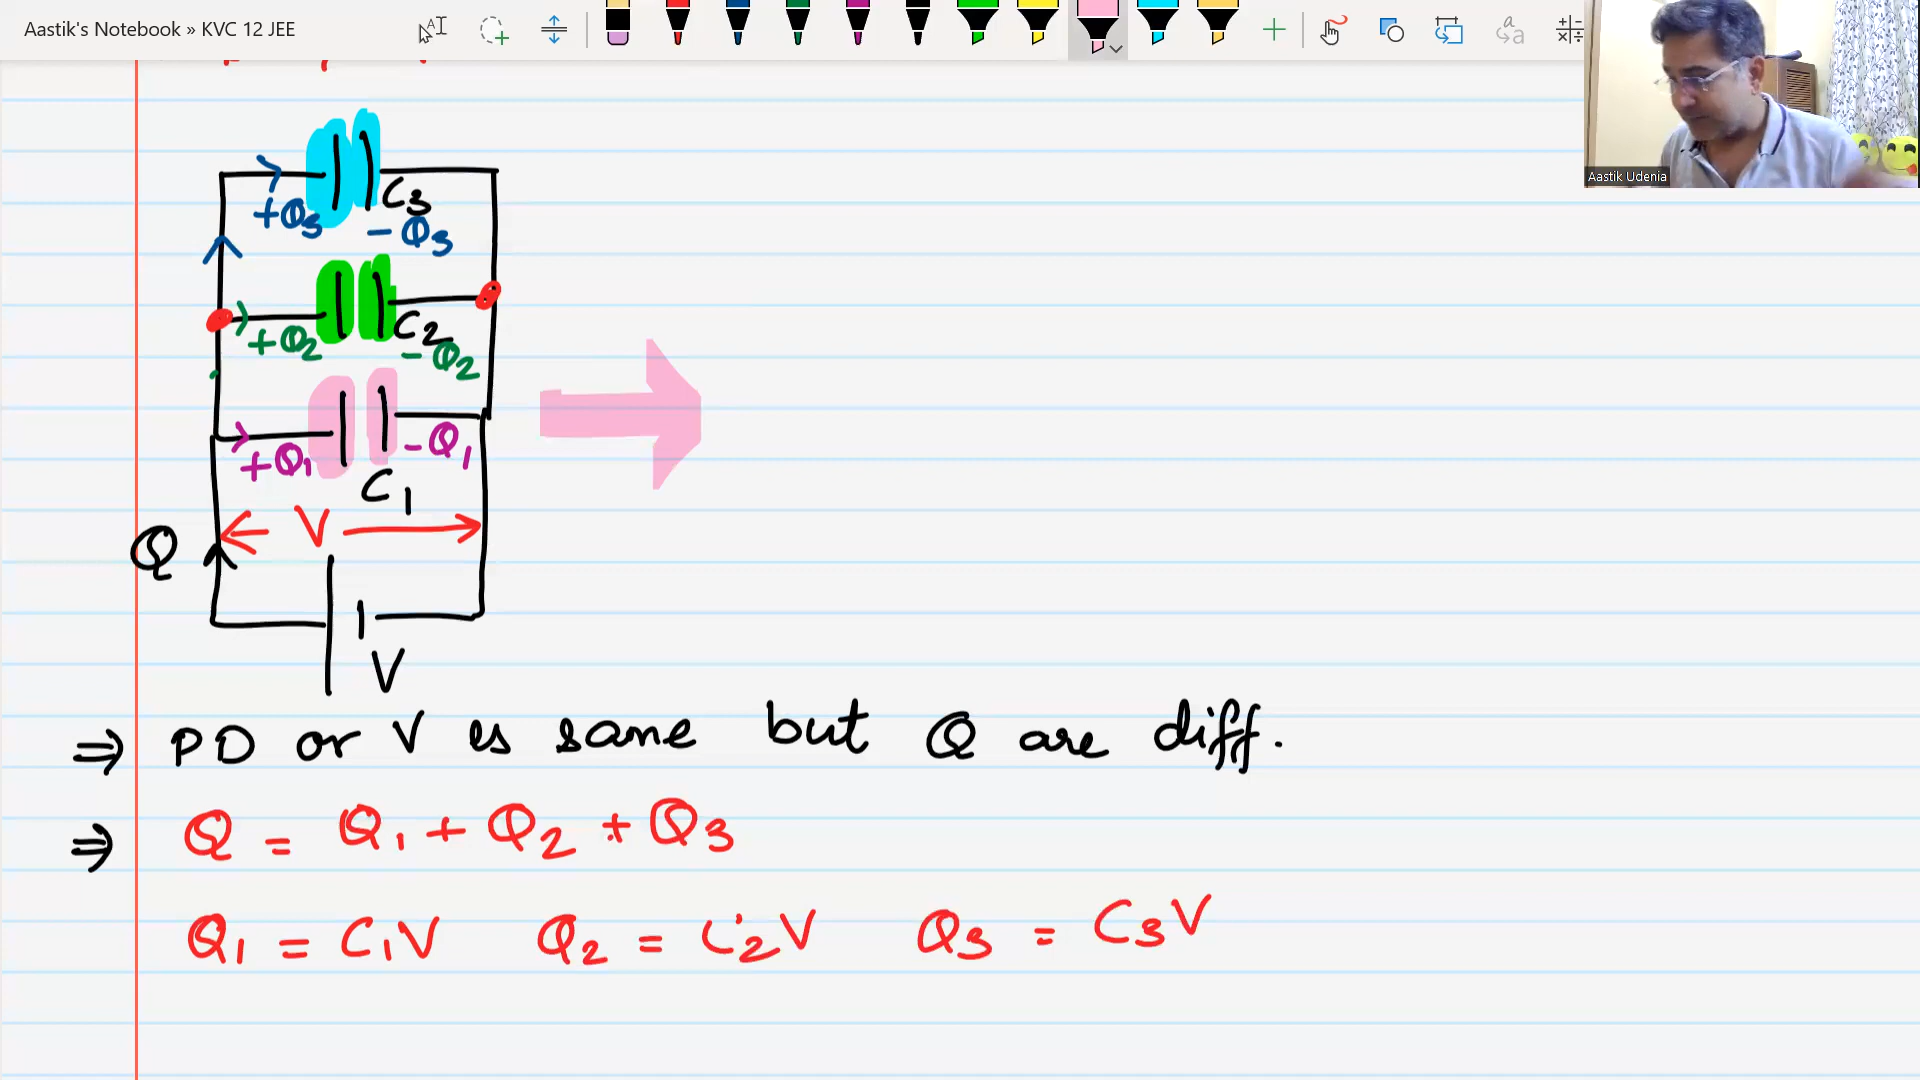 Aastik's Notebook » KVC 12 JEE
Aastik Udenia
C3
+Q3
-Q3
C2
+Q2
-Q2
+Q1
-Q1
C1
V
Q
V
⇒ PD or V is same but Q are diff.
⇒ Q = Q1 + Q2 + Q3
Q1 = C1V Q2 = C2V Q3 = C3V